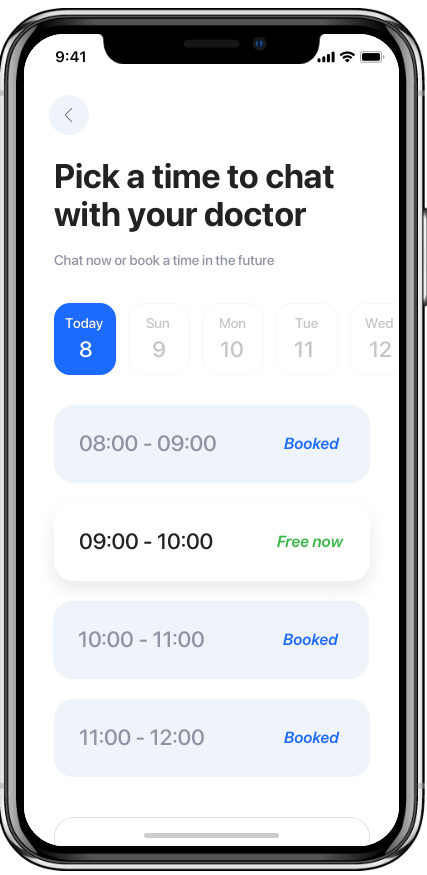 9:41
Pick a time to chat
with your doctor
Chat now or book a time in the future
Today Sun Mon Tue Wed
8 9 10 11 12
08:00 - 09:00 Booked
09:00 - 10:00 Free now
10:00 - 11:00 Booked
11:00 - 12:00 Booked